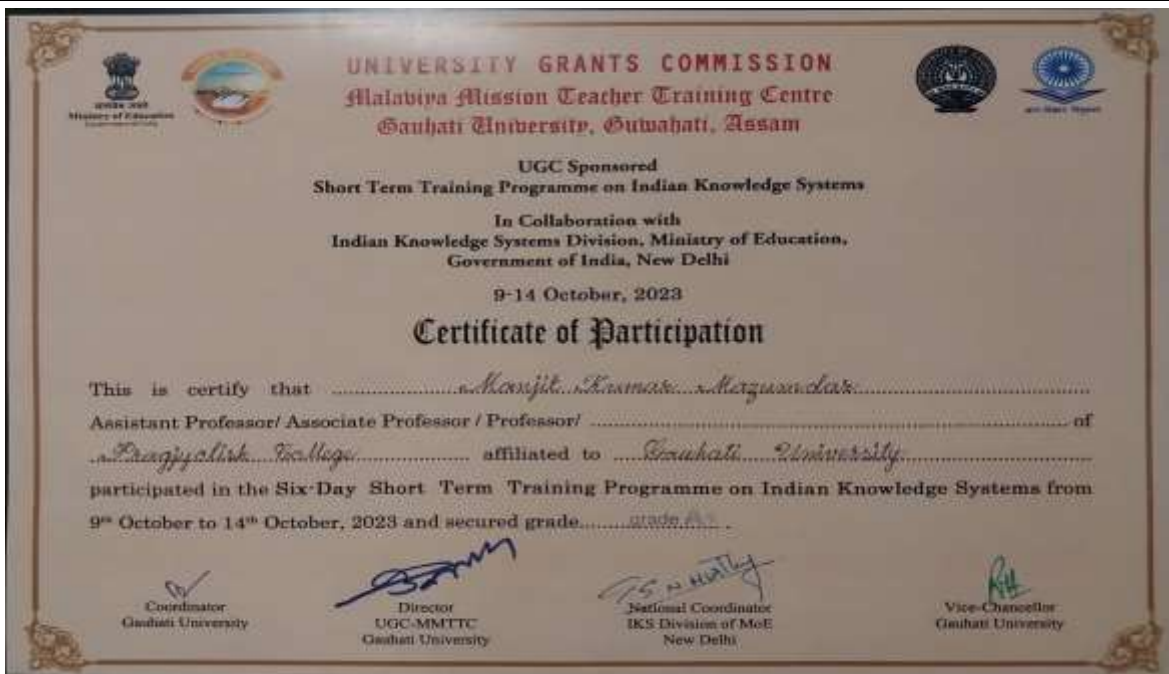 UNIVERSITY GRANTS COMMISSION
Malaviya Mission Teacher Training Centre
Gauhati University, Guwahati, Assam
Ministry of Education
UGC Sponsored
Short Term Training Programme on Indian Knowledge Systems
In Collaboration with
Indian Knowledge Systems Division, Ministry of Education,
Government of India, New Delhi
9-14 October, 2023
Certificate of Participation
This is certify that Manjit Kumar Mazumdar
Assistant Professor/ Associate Professor / Professor/ of
Pragjyotish College affiliated to Gauhati University
participated in the Six-Day Short Term Training Programme on Indian Knowledge Systems from
9th October to 14th October, 2023 and secured grade grade
Coordinator
Gauhati University
Director
UGC-MMTTC
Gauhati University
National Coordinator
IKS Division of MoE
New Delhi
Vice-Chancellor
Gauhati University